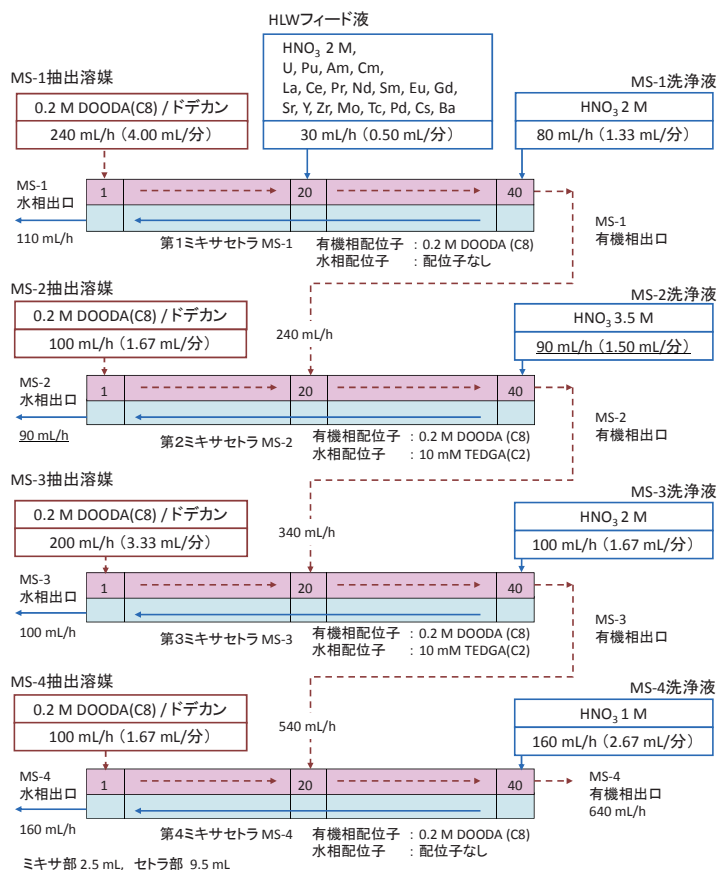 HLWフィード液
HNO₃ 2 M,
U, Pu, Am, Cm,
La, Ce, Pr, Nd, Sm, Eu, Gd,
Sr, Y, Zr, Mo, Tc, Pd, Cs, Ba
30 mL/h (0.50 mL/分)
MS-1抽出溶媒
0.2 M DOODA(C8) /ドデカン
240 mL/h (4.00 mL/分)
MS-1洗浄液
HNO₃ 2 M
80 mL/h (1.33 mL/分)
MS-1
水相出口
110 mL/h
1
20
40
MS-1
有機相出口
第1ミキサセトラ MS-1
有機相配位子 : 0.2 M DOODA (C8)
水相配位子 : 配位子なし
MS-2抽出溶媒
0.2 M DOODA(C8) /ドデカン
100 mL/h (1.67 mL/分)
240 mL/h
MS-2洗浄液
HNO₃ 3.5 M
90 mL/h (1.50 mL/分)
MS-2
水相出口
90 mL/h
1
20
40
MS-2
有機相出口
第2ミキサセトラ MS-2
有機相配位子 : 0.2 M DOODA (C8)
水相配位子 : 10 mM TEDGA(C2)
MS-3抽出溶媒
0.2 M DOODA(C8) /ドデカン
200 mL/h (3.33 mL/分)
340 mL/h
MS-3洗浄液
HNO₃ 2 M
100 mL/h (1.67 mL/分)
MS-3
水相出口
100 mL/h
1
20
40
MS-3
有機相出口
第3ミキサセトラ MS-3
有機相配位子 : 0.2 M DOODA (C8)
水相配位子 : 10 mM TEDGA(C2)
MS-4抽出溶媒
0.2 M DOODA(C8) /ドデカン
100 mL/h (1.67 mL/分)
540 mL/h
MS-4洗浄液
HNO₃ 1 M
160 mL/h (2.67 mL/分)
MS-4
水相出口
160 mL/h
1
20
40
MS-4
有機相出口
640 mL/h
第4ミキサセトラ MS-4
有機相配位子 : 0.2 M DOODA (C8)
水相配位子 : 配位子なし
ミキサ部 2.5 mL, セトラ部 9.5 mL